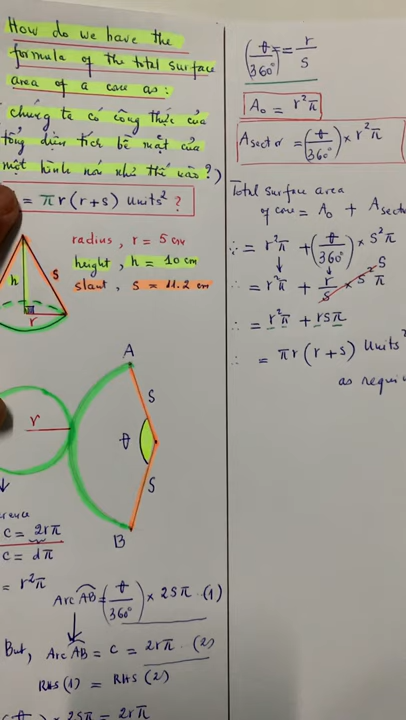 How do we have the
formula of the total surface
area of a cone as:
chúng ta có công thức của
tổng diện tích bề mặt của
một hình nón như thế nào?)
= πr(r+s) units² ?
h
s
r
radius, r = 5 cm
height, h = 10 cm
slant, s = 11.2 cm
A
r
s
θ
s
B
C = 2rπ
C = dπ
= r²π
Arc AB = (θ/360°) × 2sπ ..(1)
But, Arc AB = C = 2rπ ..(2)
RHS (1) = RHS (2)
× 2sπ = 2rπ
(θ/360°) = r/s
A₀ = r²π
Asector = (θ/360°) × r²π
Total surface area
of cone = A₀ + Asector
∴ = r²π + (θ/360°) × s²π
∴ = r²π + r/s × s²π
s
∴ = r²π + rsπ
∴ = πr(r+s) units²
as requi